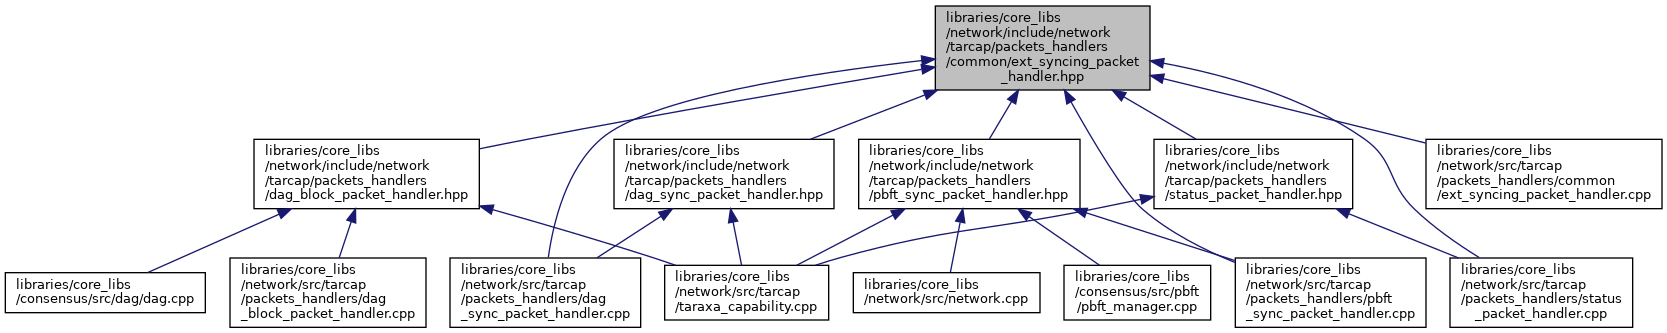 libraries/core_libs
/network/include/network
/tarcap/packets_handlers
/common/ext_syncing_packet
_handler.hpp
libraries/core_libs
/network/include/network
/tarcap/packets_handlers
/dag_block_packet_handler.hpp
libraries/core_libs
/network/include/network
/tarcap/packets_handlers
/dag_sync_packet_handler.hpp
libraries/core_libs
/network/include/network
/tarcap/packets_handlers
/pbft_sync_packet_handler.hpp
libraries/core_libs
/network/include/network
/tarcap/packets_handlers
/status_packet_handler.hpp
libraries/core_libs
/network/src/tarcap
/packets_handlers/common
/ext_syncing_packet_handler.cpp
libraries/core_libs
/consensus/src/dag/dag.cpp
libraries/core_libs
/network/src/tarcap
/packets_handlers/dag
_block_packet_handler.cpp
libraries/core_libs
/network/src/tarcap
/packets_handlers/dag
_sync_packet_handler.cpp
libraries/core_libs
/network/src/tarcap
/taraxa_capability.cpp
libraries/core_libs
/network/src/network.cpp
libraries/core_libs
/consensus/src/pbft
/pbft_manager.cpp
libraries/core_libs
/network/src/tarcap
/packets_handlers/pbft
_sync_packet_handler.cpp
libraries/core_libs
/network/src/tarcap
/packets_handlers/status
_packet_handler.cpp